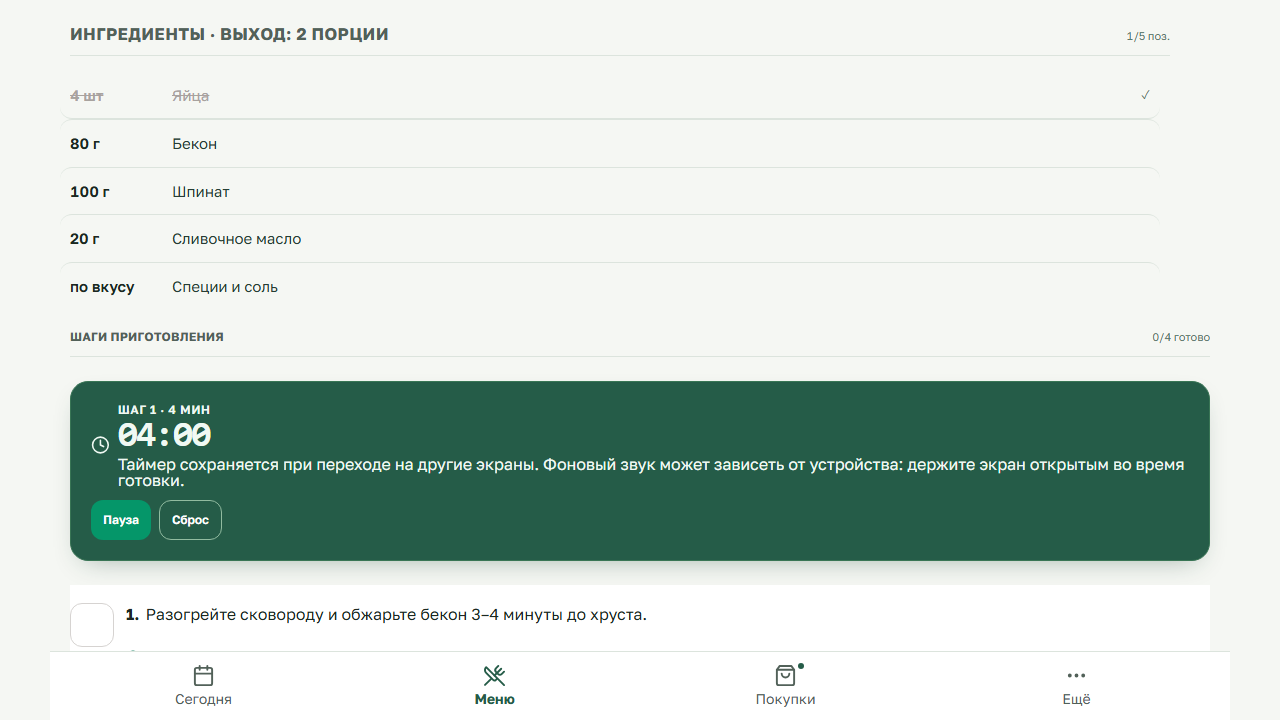 ИНГРЕДИЕНТЫ · ВЫХОД: 2 ПОРЦИИ
1/5 поз.
4 шт Яйца ✓
80 г Бекон
100 г Шпинат
20 г Сливочное масло
по вкусу Специи и соль
ШАГИ ПРИГОТОВЛЕНИЯ
0/4 готово
ШАГ 1 · 4 МИН
04:00
Таймер сохраняется при переходе на другие экраны. Фоновый звук может зависеть от устройства: держите экран открытым во время
готовки.
Пауза Сброс
1. Разогрейте сковороду и обжарьте бекон 3–4 минуты до хруста.
Сегодня Меню Покупки Ещё